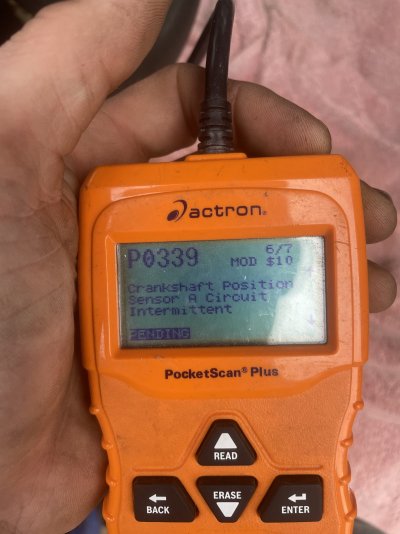 actron®
P0339 6/7
MOD $10
Crankshaft Position
Sensor A Circuit
Intermittent
PENDING
PocketScan® Plus
READ
BACK
ERASE
ENTER